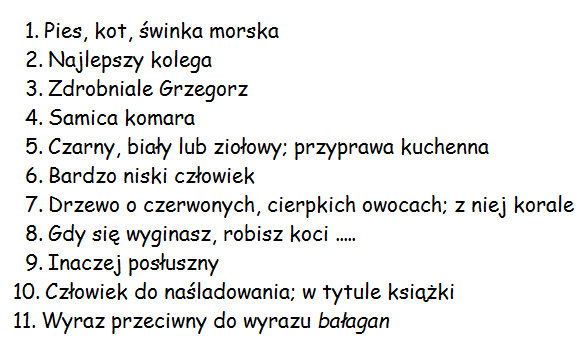 1. Pies, kot, świnka morska
2. Najlepszy kolega
3. Zdrobniale Grzegorz
4. Samica komara
5. Czarny, biały lub ziołowy; przyprawa kuchenna
6. Bardzo niski człowiek
7. Drzewo o czerwonych, cierpkich owocach; z niej korale
8. Gdy się wyginasz, robisz koci .....
9. Inaczej posłuszny
10. Człowiek do naśladowania; w tytule książki
11. Wyraz przeciwny do wyrazu bałagan